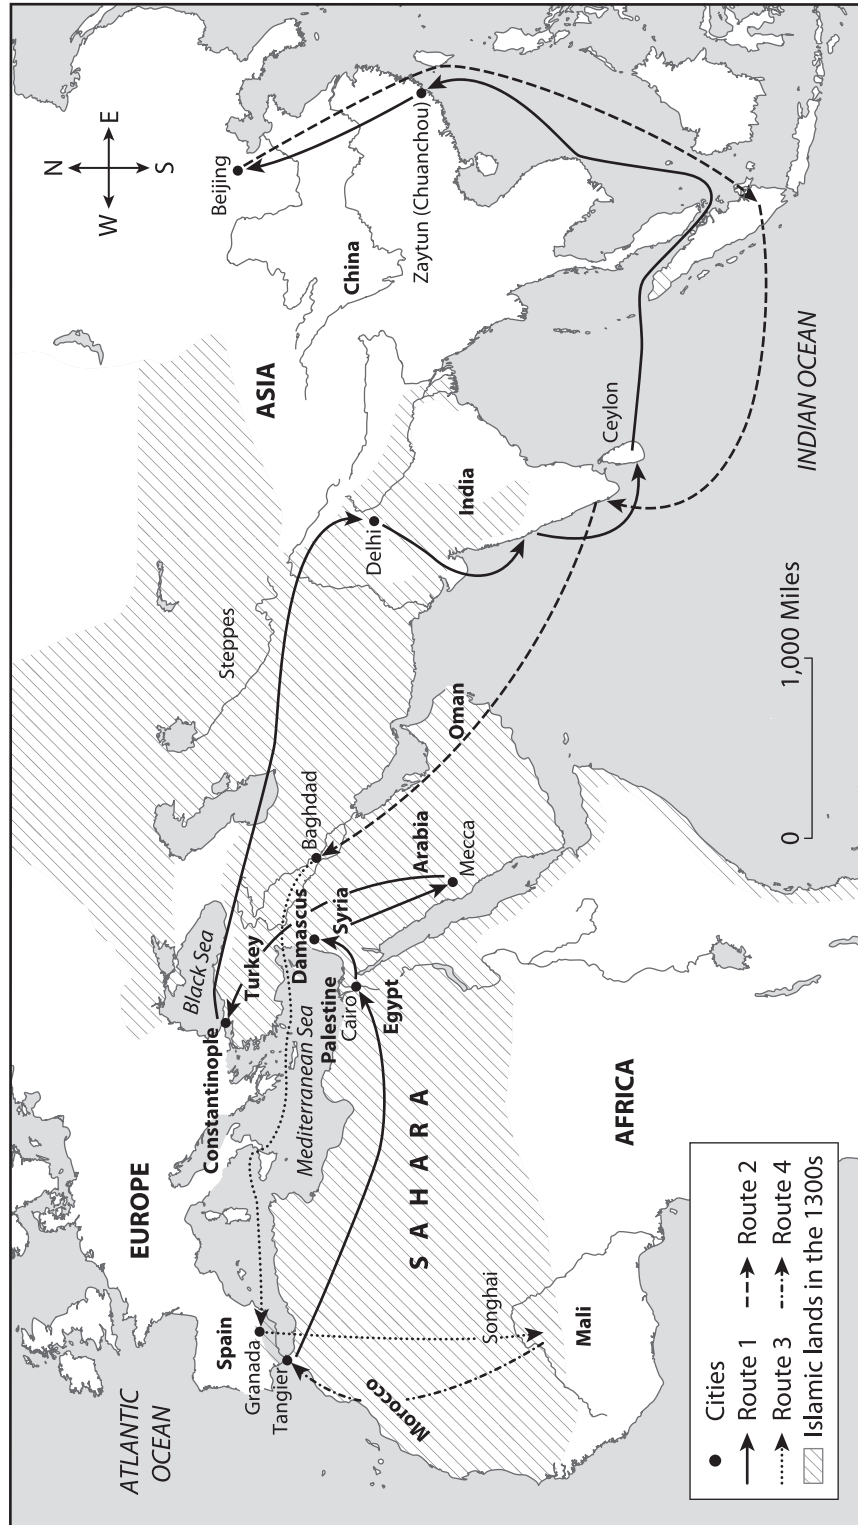 N
W
E
S
ATLANTIC
OCEAN
EUROPE
ASIA
AFRICA
INDIAN OCEAN
Spain
Granada
Tangier
Morocco
SAHARA
Songhai
Mali
Constantinople
Black Sea
Turkey
Mediterranean Sea
Damascus
Syria
Palestine
Cairo
Egypt
Baghdad
Arabia
Mecca
Oman
Steppes
Delhi
India
Ceylon
China
Beijing
Zaytun (Chuanchou)
Cities
Route 1
Route 2
Route 3
Route 4
Islamic lands in the 1300s
0
1,000 Miles